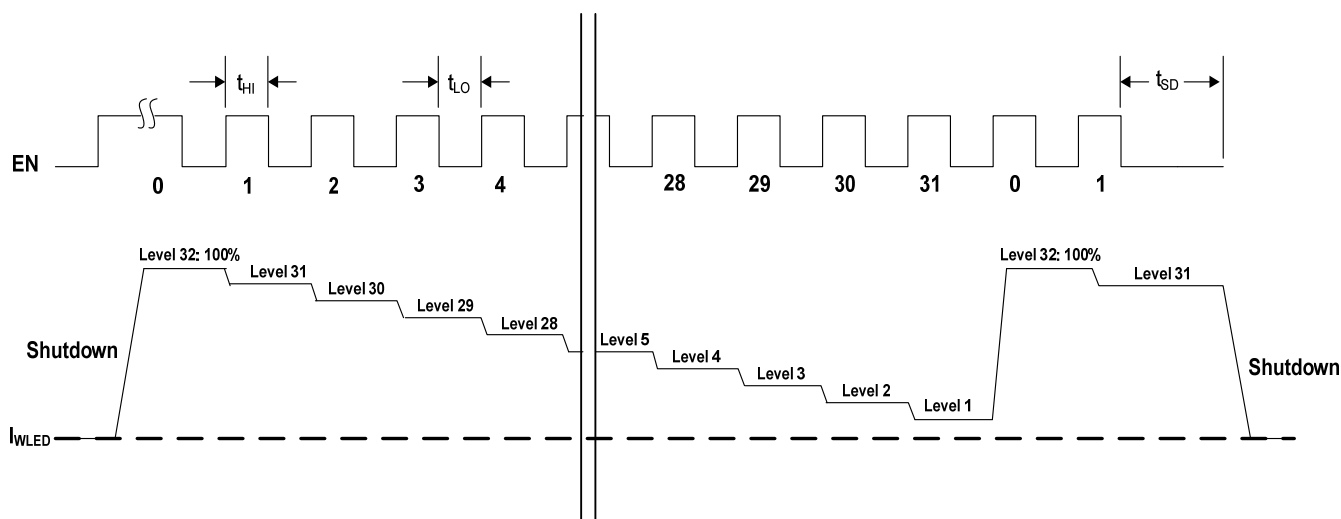 tHI
tLO
tSD
EN
0 1 2 3 4 28 29 30 31 0 1
Level 32: 100%
Level 31
Level 30
Level 29
Level 28
Level 5
Level 4
Level 3
Level 2
Level 1
Level 32: 100%
Level 31
Shutdown
Shutdown
IWLED